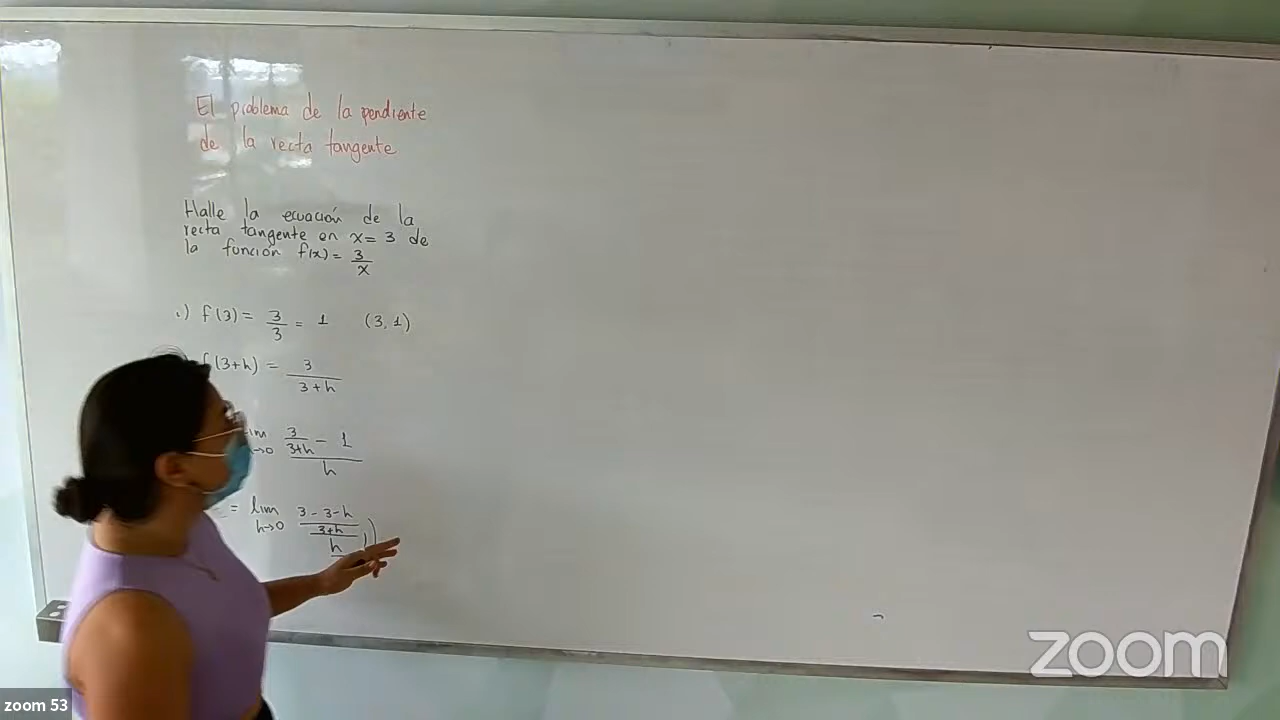 El problema de la pendiente
de la recta tangente
Halle la ecuación de la
recta tangente en x= 3 de
la función f(x)= 3/x
1.) f(3)= 3/3 = 1 (3,1)
f(3+h) = 3/(3+h)
lim h→0 (3/(3+h) - 1)/h
= lim h→0 ((3-3-h)/(3+h))/(h/1)
zoom
zoom 53